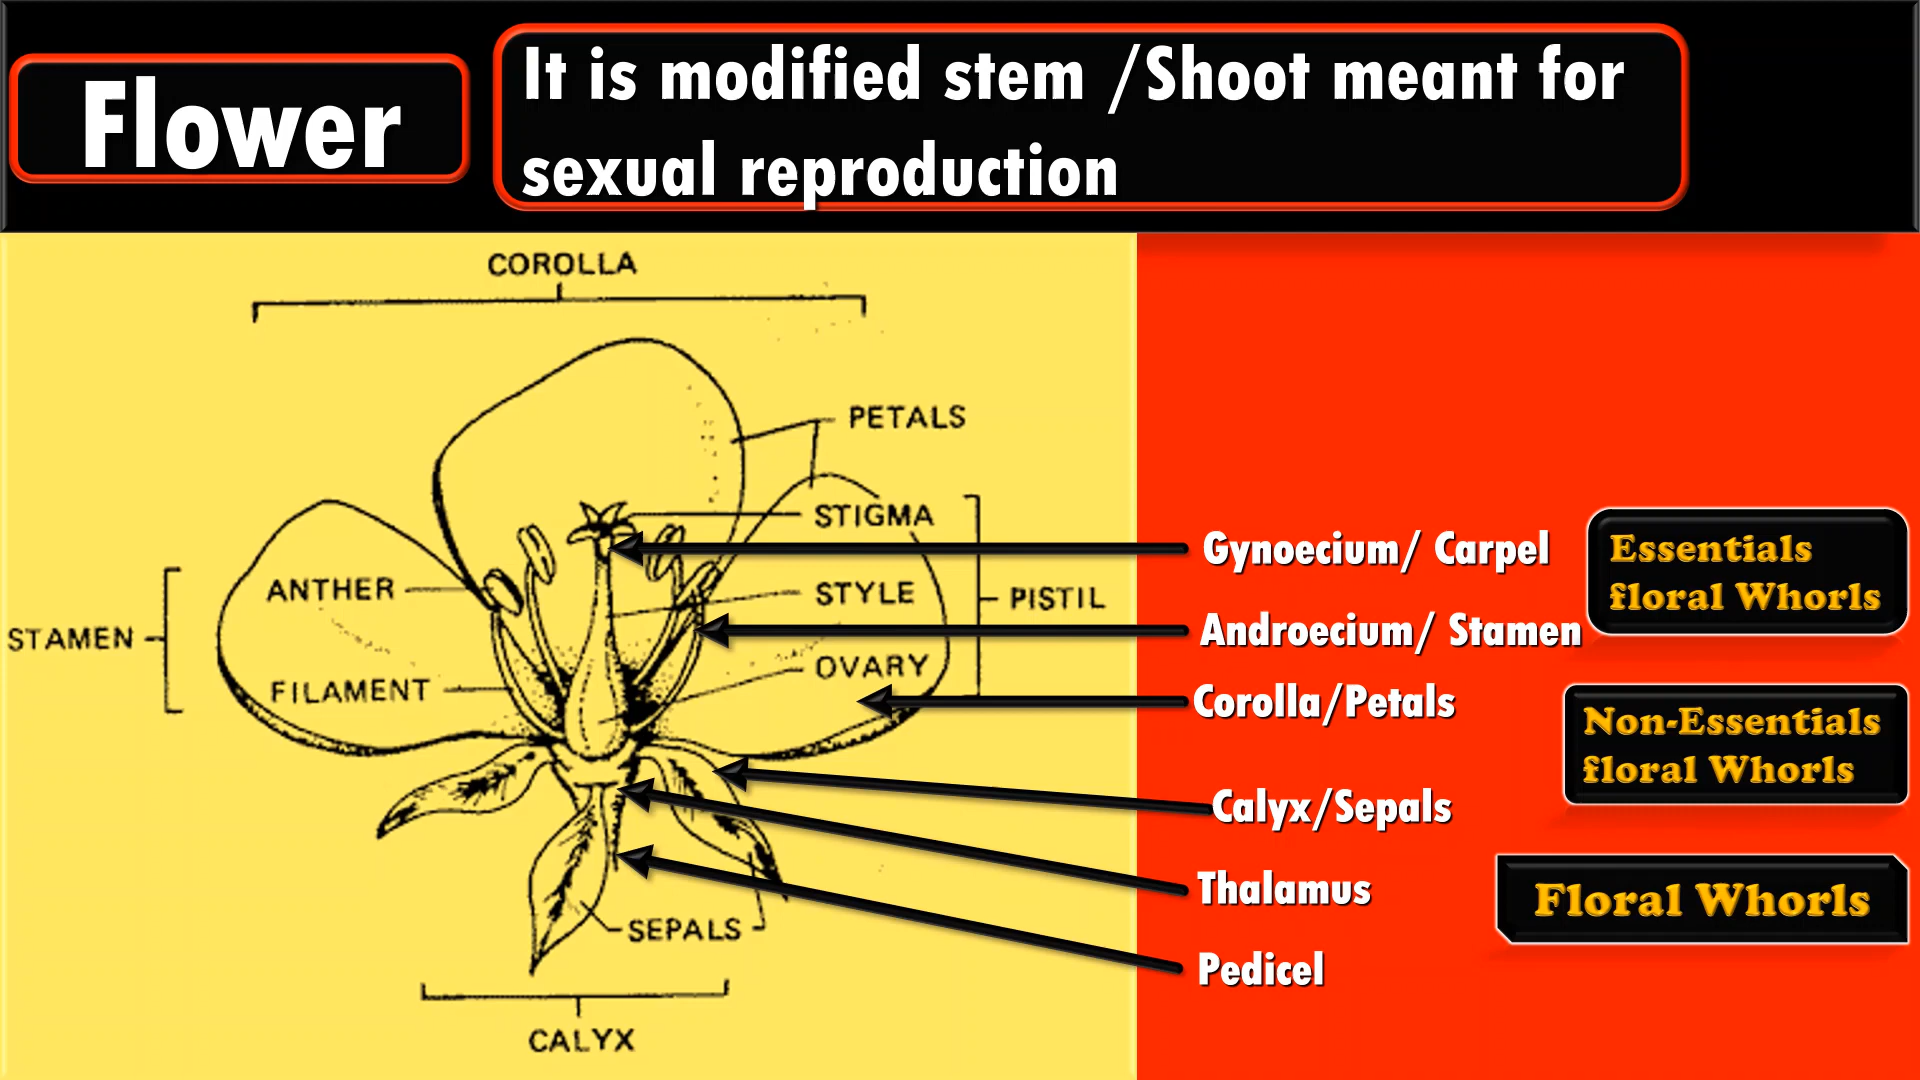 Flower
It is modified stem /Shoot meant for
sexual reproduction
COROLLA
PETALS
STIGMA
ANTHER
STYLE
PISTIL
STAMEN
OVARY
FILAMENT
SEPALS
CALYX
Gynoecium/ Carpel
Androecium/ Stamen
Corolla/Petals
Calyx/Sepals
Thalamus
Pedicel
Essentials
floral Whorls
Non-Essentials
floral Whorls
Floral Whorls